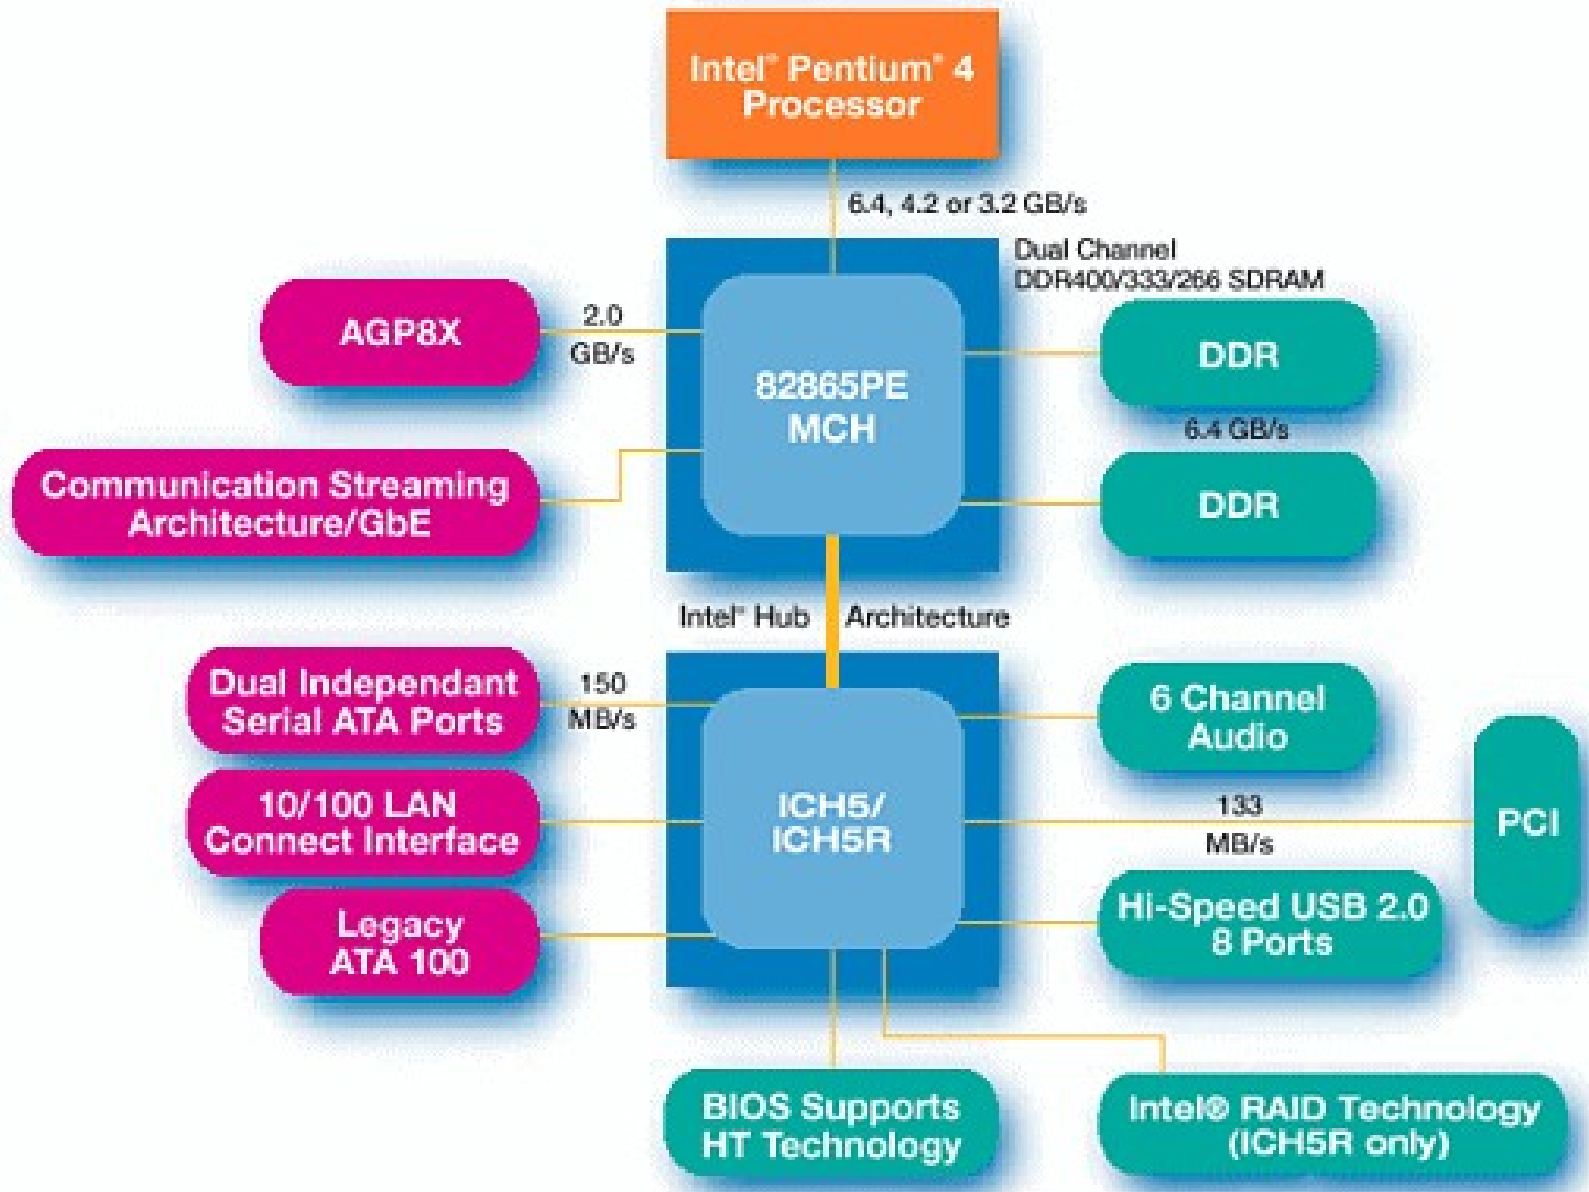 Intel® Pentium® 4
Processor
6.4, 4.2 or 3.2 GB/s
Dual Channel
DDR400/333/266 SDRAM
AGP8X
2.0
GB/s
82865PE
MCH
DDR
6.4 GB/s
DDR
Communication Streaming
Architecture/GbE
Intel® Hub Architecture
Dual Independant
Serial ATA Ports
150
MB/s
6 Channel
Audio
10/100 LAN
Connect Interface
ICH5/
ICH5R
133
MB/s
PCI
Legacy
ATA 100
Hi-Speed USB 2.0
8 Ports
BIOS Supports
HT Technology
Intel® RAID Technology
(ICH5R only)